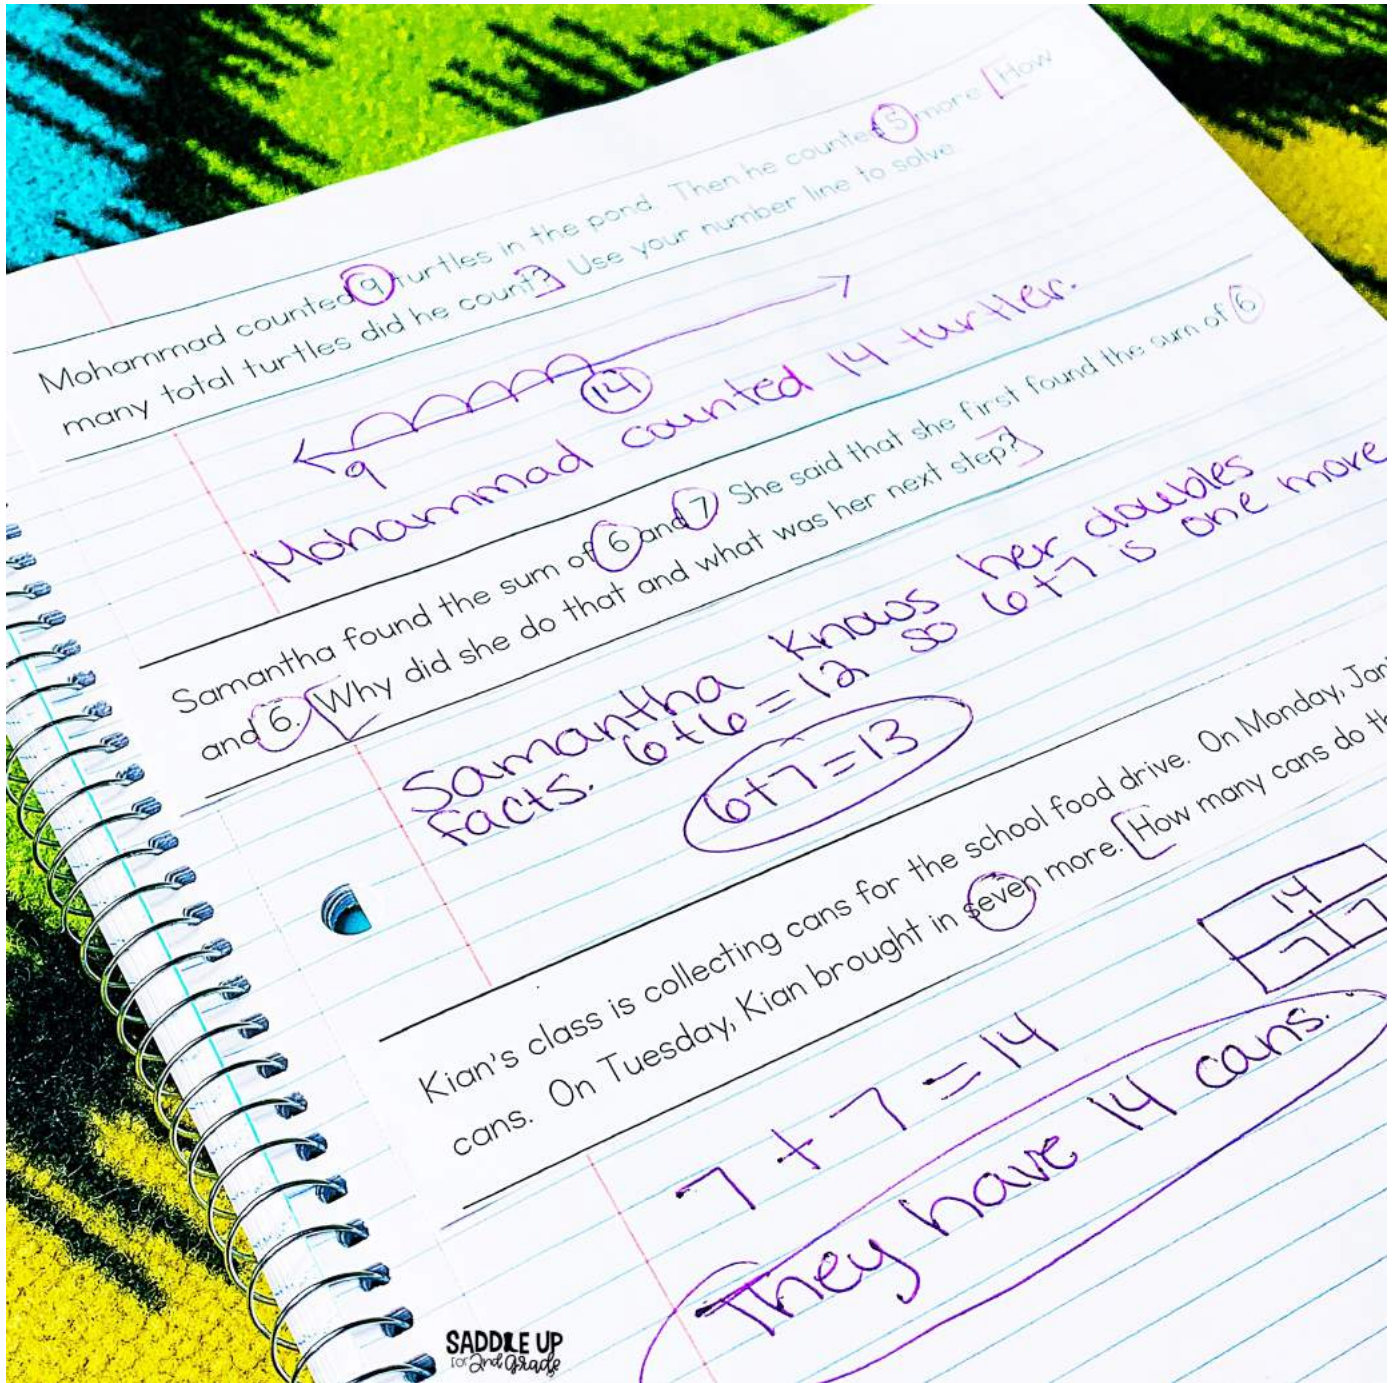 Mohammad counted 9 turtles in the pond. Then he counted 5 more. [How
many total turtles did he count?] Use your number line to solve.
9 14
Mohammad counted 14 turtles.
Samantha found the sum of 6 and 7. She said that she first found the sum of 6
and 6. [Why did she do that and what was her next step?]
Samantha knows her doubles
facts. 6+6=12 so 6+7 is one more
6+7=13
Kian's class is collecting cans for the school food drive. On Monday,
cans. On Tuesday, Kian brought in seven more. [How many cans do
14
7 7
7 + 7 = 14
They have 14 cans.
SADDLE UP
for 2nd Grade